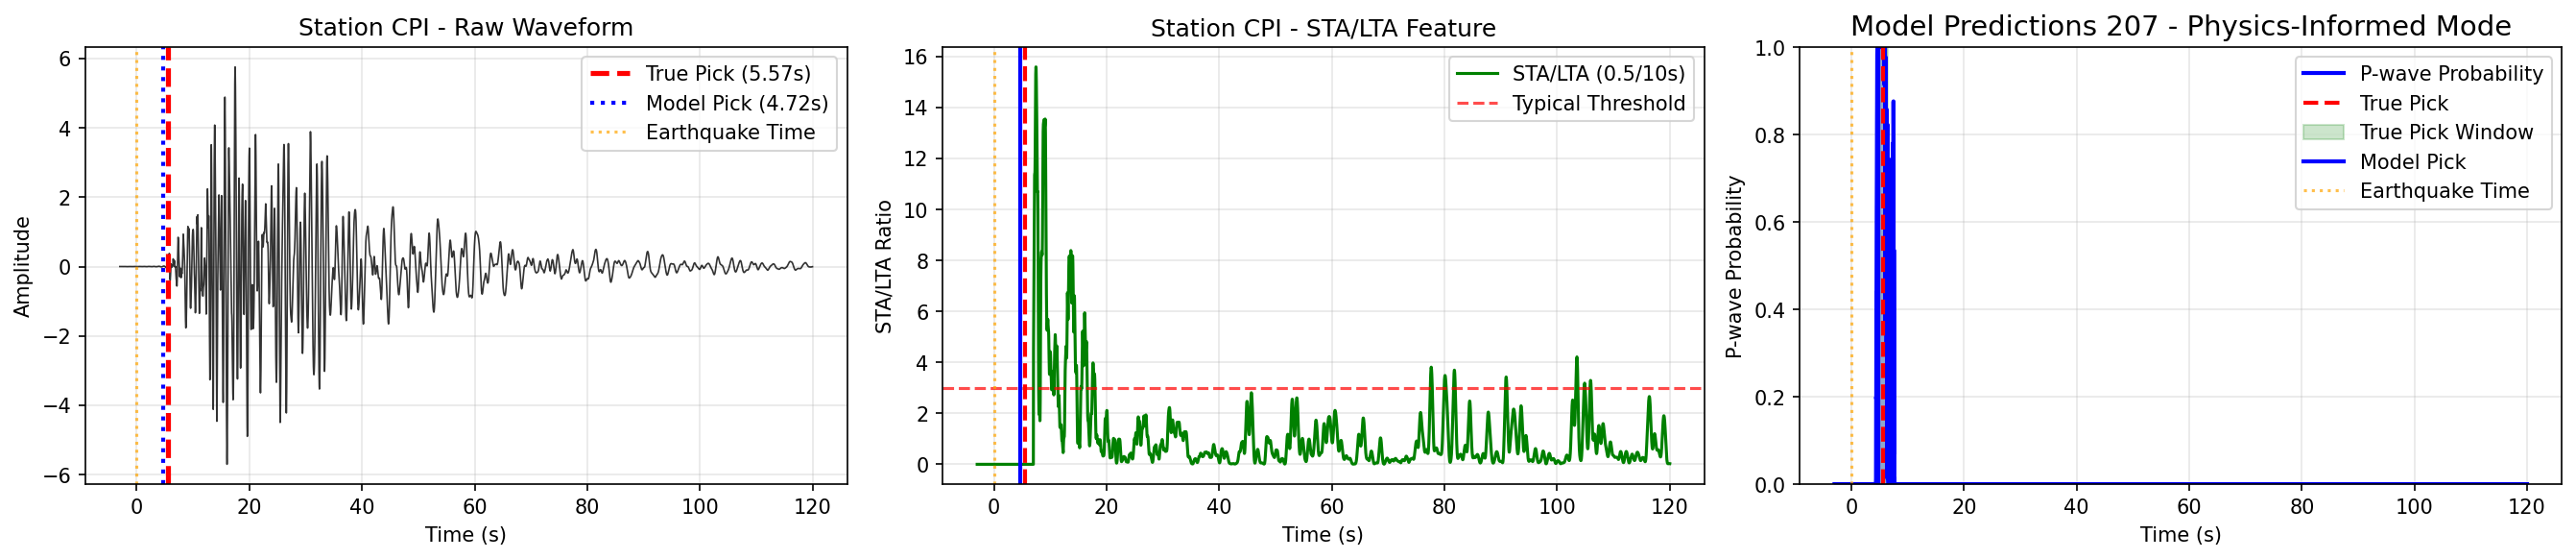 Station CPI - Raw Waveform
Amplitude
6
4
2
0
−2
−4
−6
True Pick (5.57s)
Model Pick (4.72s)
Earthquake Time
0
20
40
60
80
100
120
Time (s)
Station CPI - STA/LTA Feature
STA/LTA Ratio
16
14
12
10
8
6
4
2
0
STA/LTA (0.5/10s)
Typical Threshold
0
20
40
60
80
100
120
Time (s)
Model Predictions 207 - Physics-Informed Mode
P-wave Probability
1.0
0.8
0.6
0.4
0.2
0.0
P-wave Probability
True Pick
True Pick Window
Model Pick
Earthquake Time
0
20
40
60
80
100
120
Time (s)